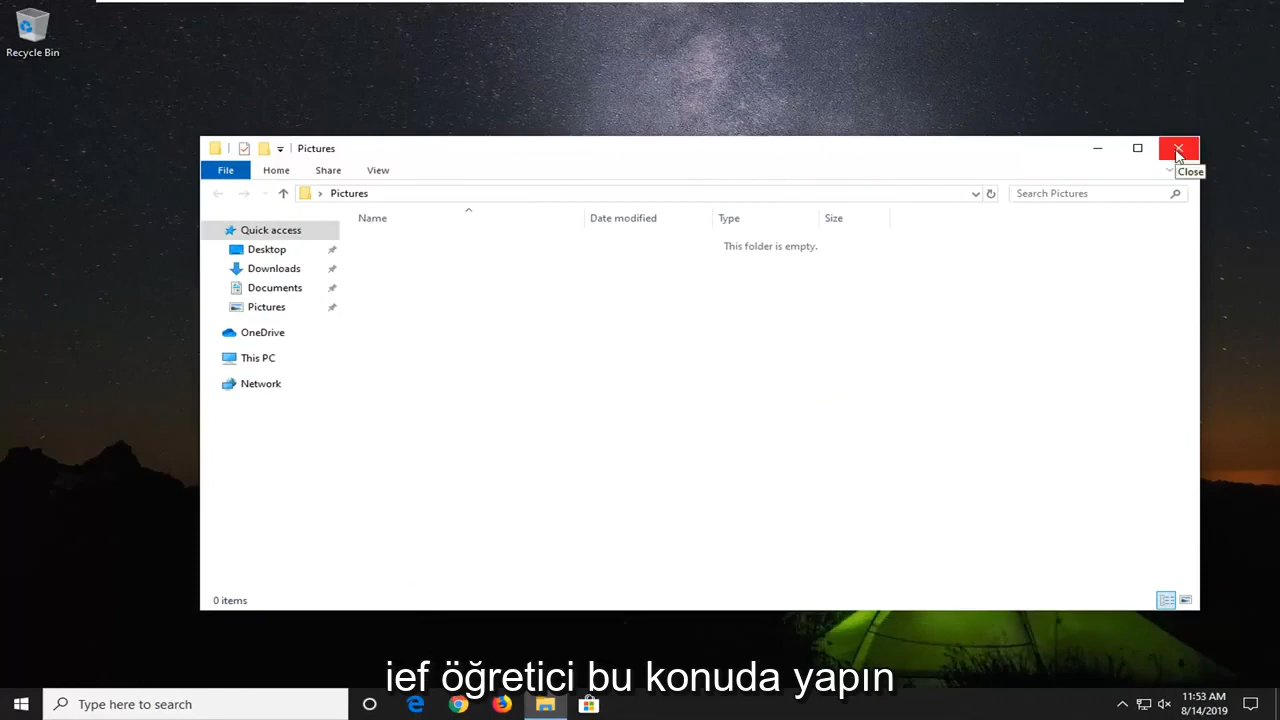 Recycle Bin
Pictures
Close
File Home Share View
Pictures
Search Pictures
Name Date modified Type Size
This folder is empty.
Quick access
Desktop
Downloads
Documents
Pictures
OneDrive
This PC
Network
0 items
ief öğretici bu konuda yapın
Type here to search
11:53 AM
8/14/2019